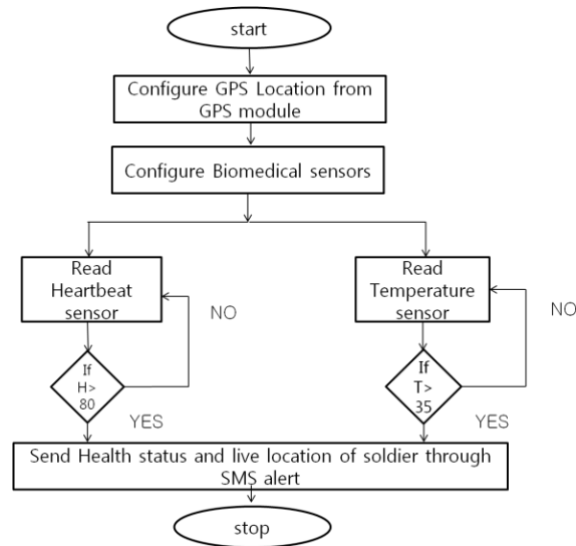 start
Configure GPS Location from
GPS module
Configure Biomedical sensors
Read
Heartbeat
sensor
NO
If
H>
80
YES
Read
Temperature
sensor
NO
If
T>
35
YES
Send Health status and live location of soldier through
SMS alert
stop